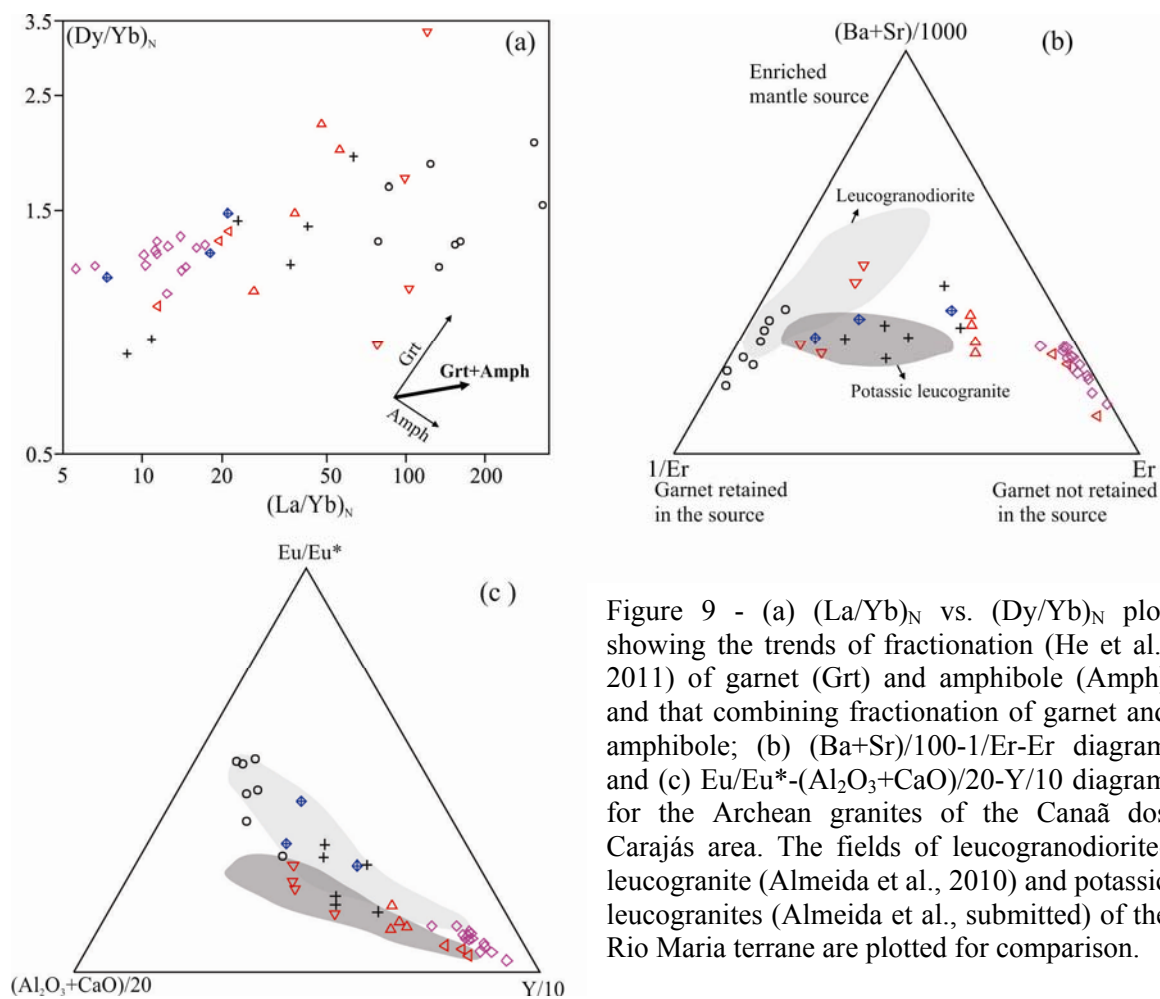 3.5
(Dy/Yb)N
(a)
2.5
1.5
Grt
Grt+Amph
Amph
0.5
5 10 20 50 100 200
(La/Yb)N
(Ba+Sr)/1000
(b)
Enriched
mantle source
Leucogranodiorite
Potassic leucogranite
1/Er
Er
Garnet retained
in the source
Garnet not retained
in the source
Eu/Eu*
(c )
(Al2O3+CaO)/20
Y/10
Figure 9 - (a) (La/Yb)N vs. (Dy/Yb)N plo
showing the trends of fractionation (He et al.
2011) of garnet (Grt) and amphibole (Amph
and that combining fractionation of garnet and
amphibole; (b) (Ba+Sr)/100-1/Er-Er diagram
and (c) Eu/Eu*-(Al2O3+CaO)/20-Y/10 diagram
for the Archean granites of the Canaã dos
Carajás area. The fields of leucogranodiorite
leucogranite (Almeida et al., 2010) and potassic
leucogranites (Almeida et al., submitted) of the
Rio Maria terrane are plotted for comparison.